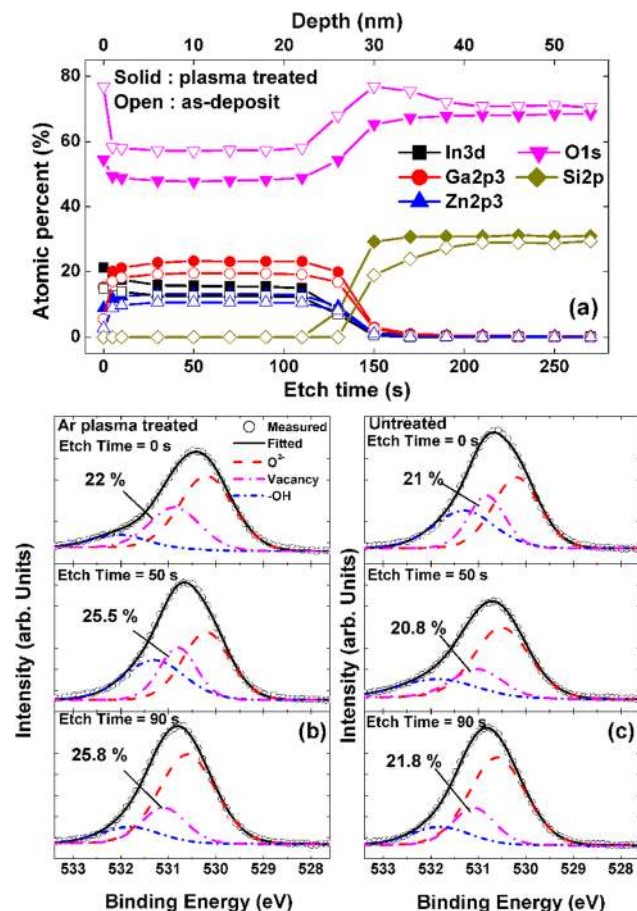 Depth (nm)
0 10 20 30 40 50
Solid : plasma treated
Open : as-deposit
80
60
40
20
0
Atomic percent (%)
In3d
Ga2p3
Zn2p3
O1s
Si2p
(a)
0 50 100 150 200 250
Etch time (s)
Ar plasma treated
Etch Time = 0 s
Measured
Fitted
O2-
Vacancy
-OH
22 %
Etch Time = 50 s
25.5 %
Etch Time = 90 s
25.8 %
(b)
Intensity (arb. Units)
533 532 531 530 529 528
Binding Energy (eV)
Untreated
Etch Time = 0 s
21 %
Etch Time = 50 s
20.8 %
Etch Time = 90 s
21.8 %
(c)
Intensity (arb. Units)
533 532 531 530 529 528
Binding Energy (eV)